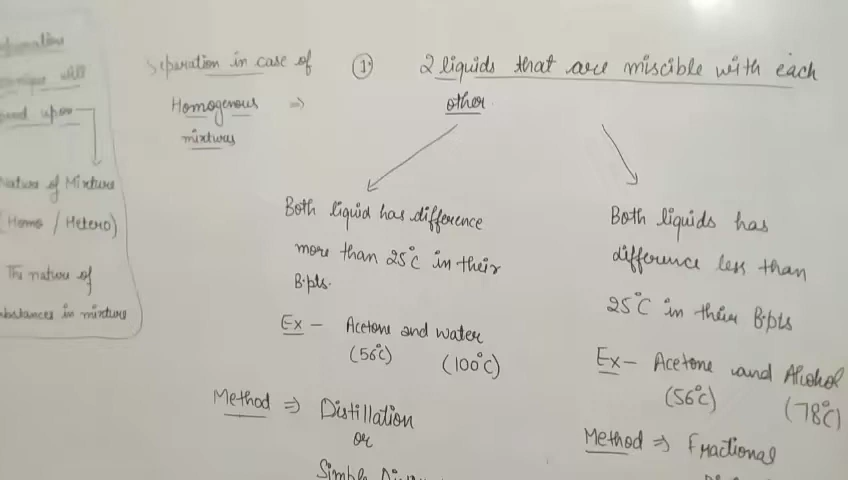 upon
Nature of Mixture
(Homo / Hetero)
The nature of
in mixture
Separation in case of
Homogenous ⇒
mixtures
① 2 liquids that are miscible with each
other.
Both liquid has difference
more than 25°C in their
B.pts.
Ex – Acetone and water
(56°C) (100°C)
Method ⇒ Distillation
or
Simple
Both liquids has
difference less than
25°C in their B.pts
Ex – Acetone and Alcohol
(56°C) (78°C)
Method ⇒ Fractional